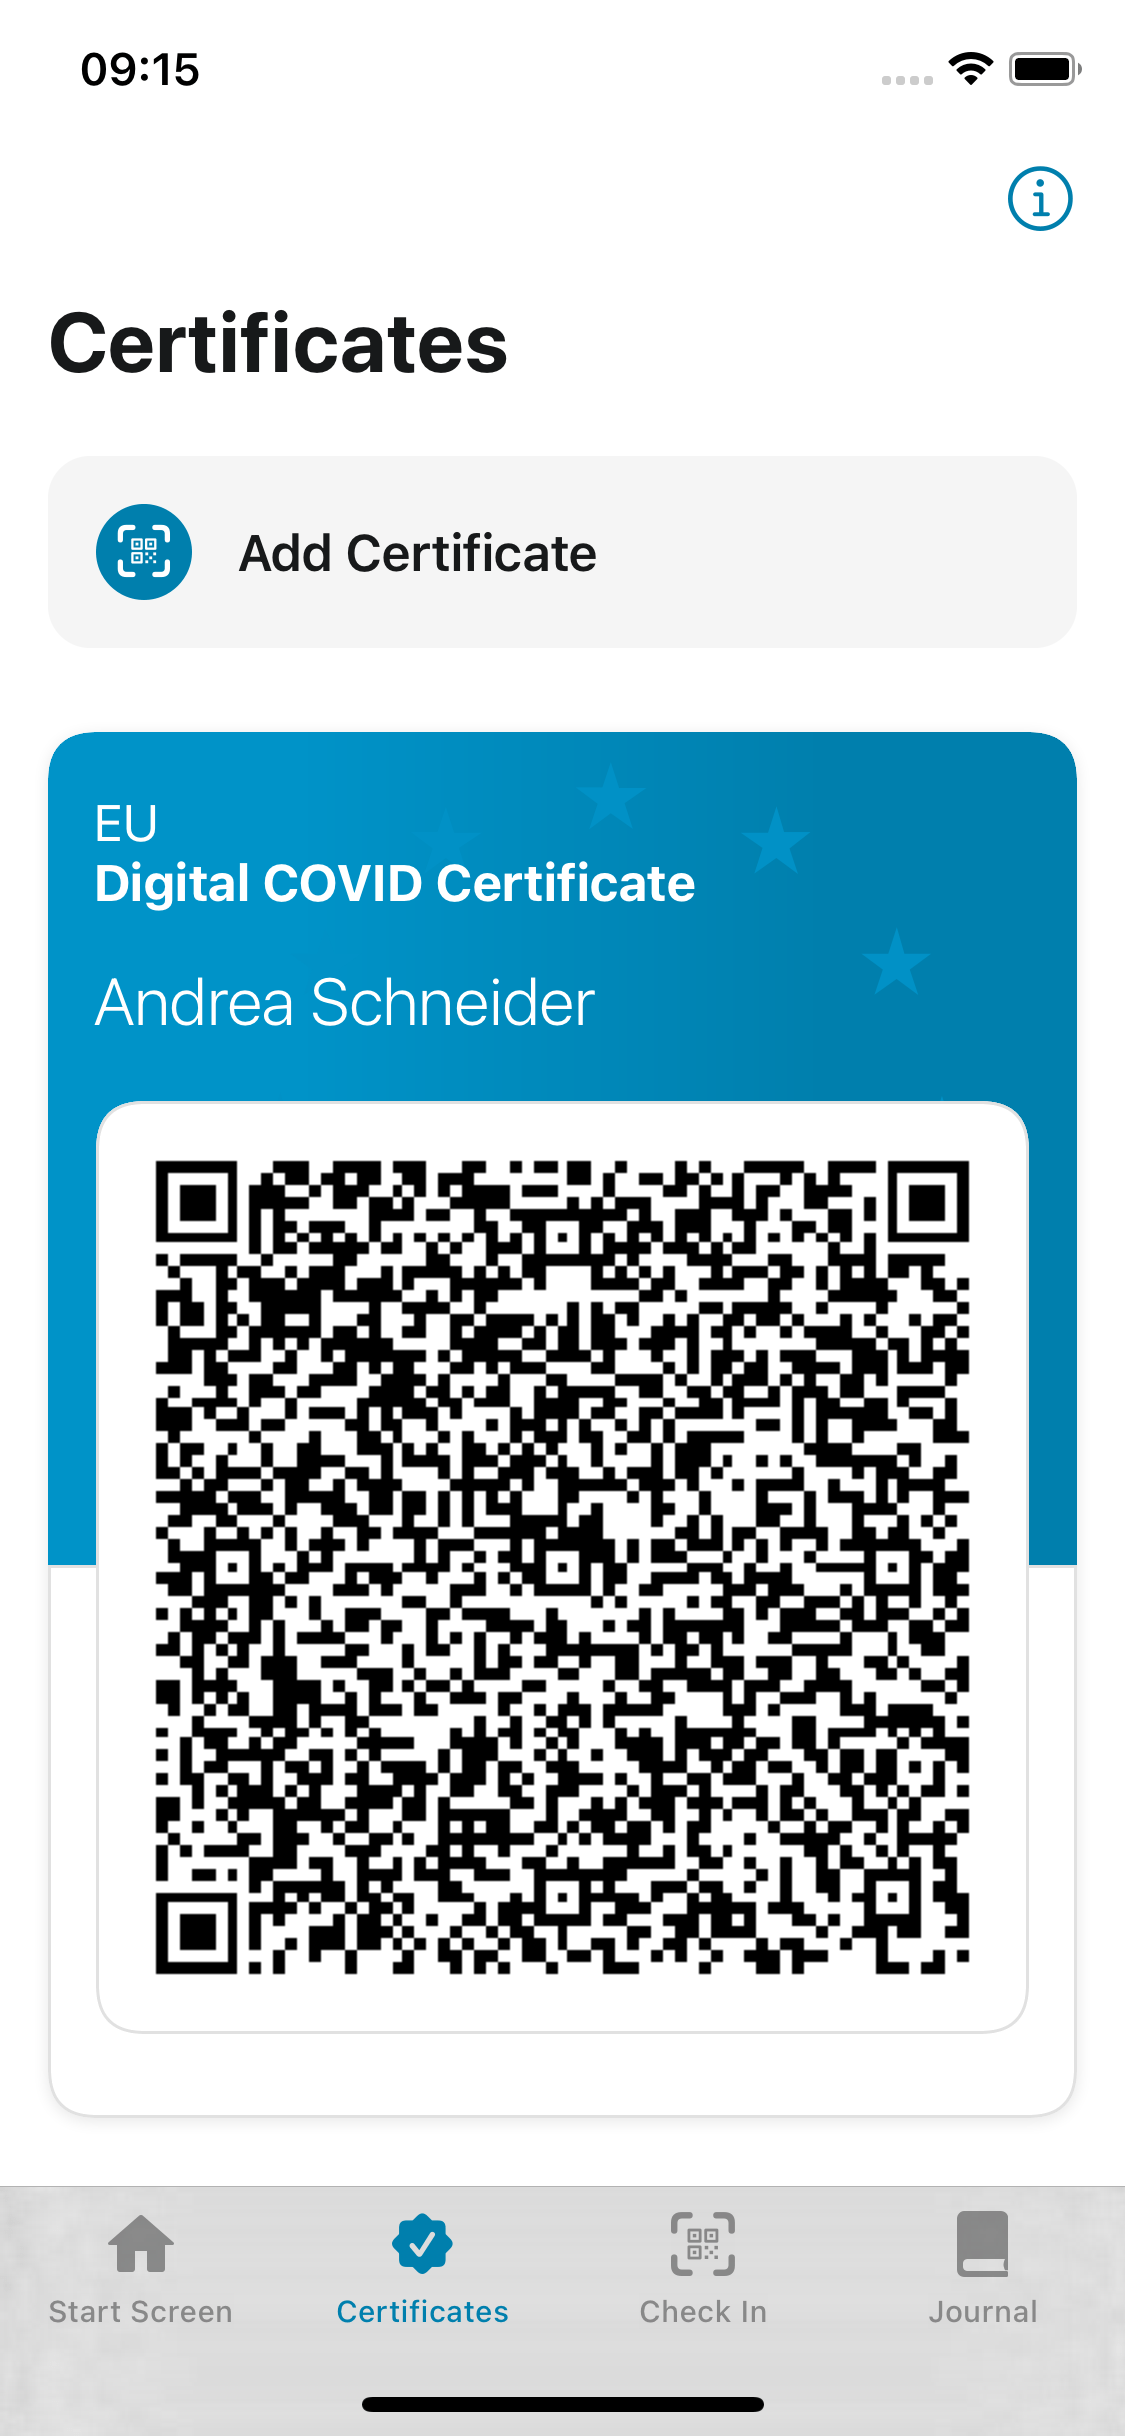 09:15
Certificates
Add Certificate
EU
Digital COVID Certificate
Andrea Schneider
Start Screen
Certificates
Check In
Journal